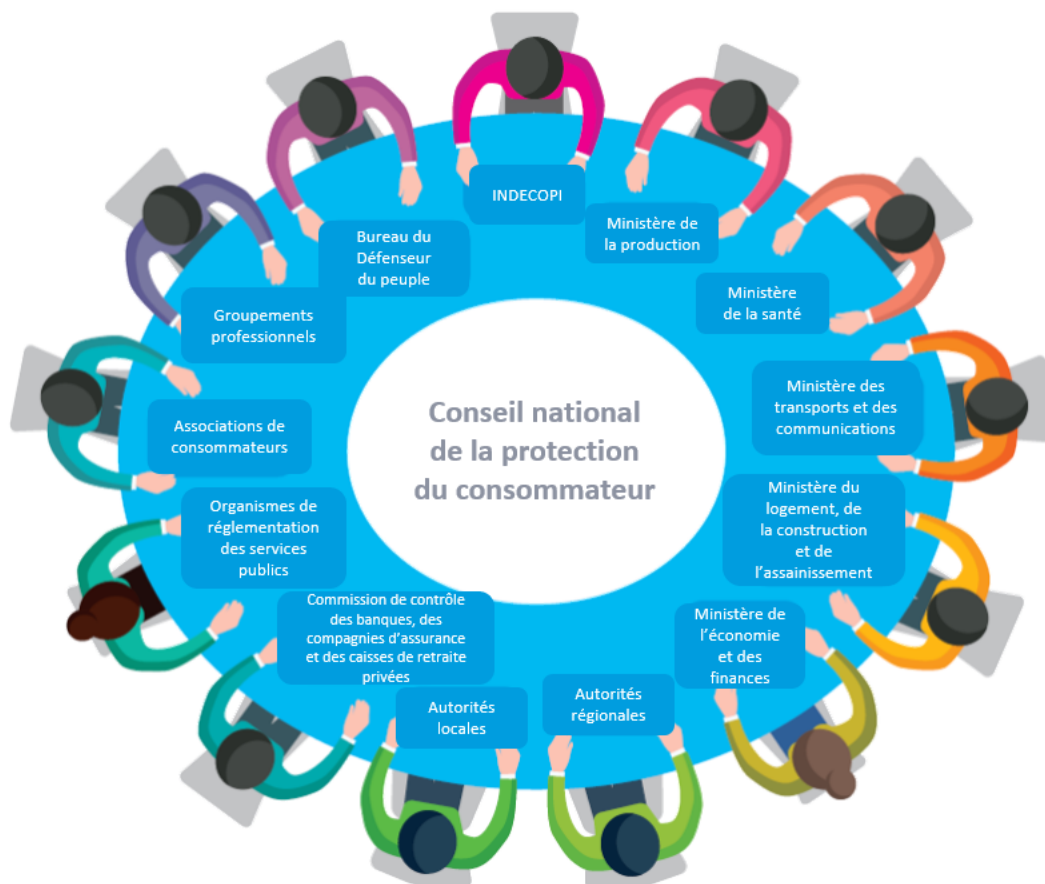 INDECOPI
Ministère de
la production
Ministère
de la santé
Ministère des
transports et des
communications
Ministère du
logement, de
la construction
et de
l’assainissement
Ministère de
l’économie
et des
finances
Autorités
régionales
Autorités
locales
Commission de contrôle
des banques, des
compagnies d’assurance
et des caisses de retraite
privées
Organismes de
réglementation
des services
publics
Associations de
consommateurs
Groupements
professionnels
Bureau du
Défenseur
du peuple
Conseil national
de la protection
du consommateur